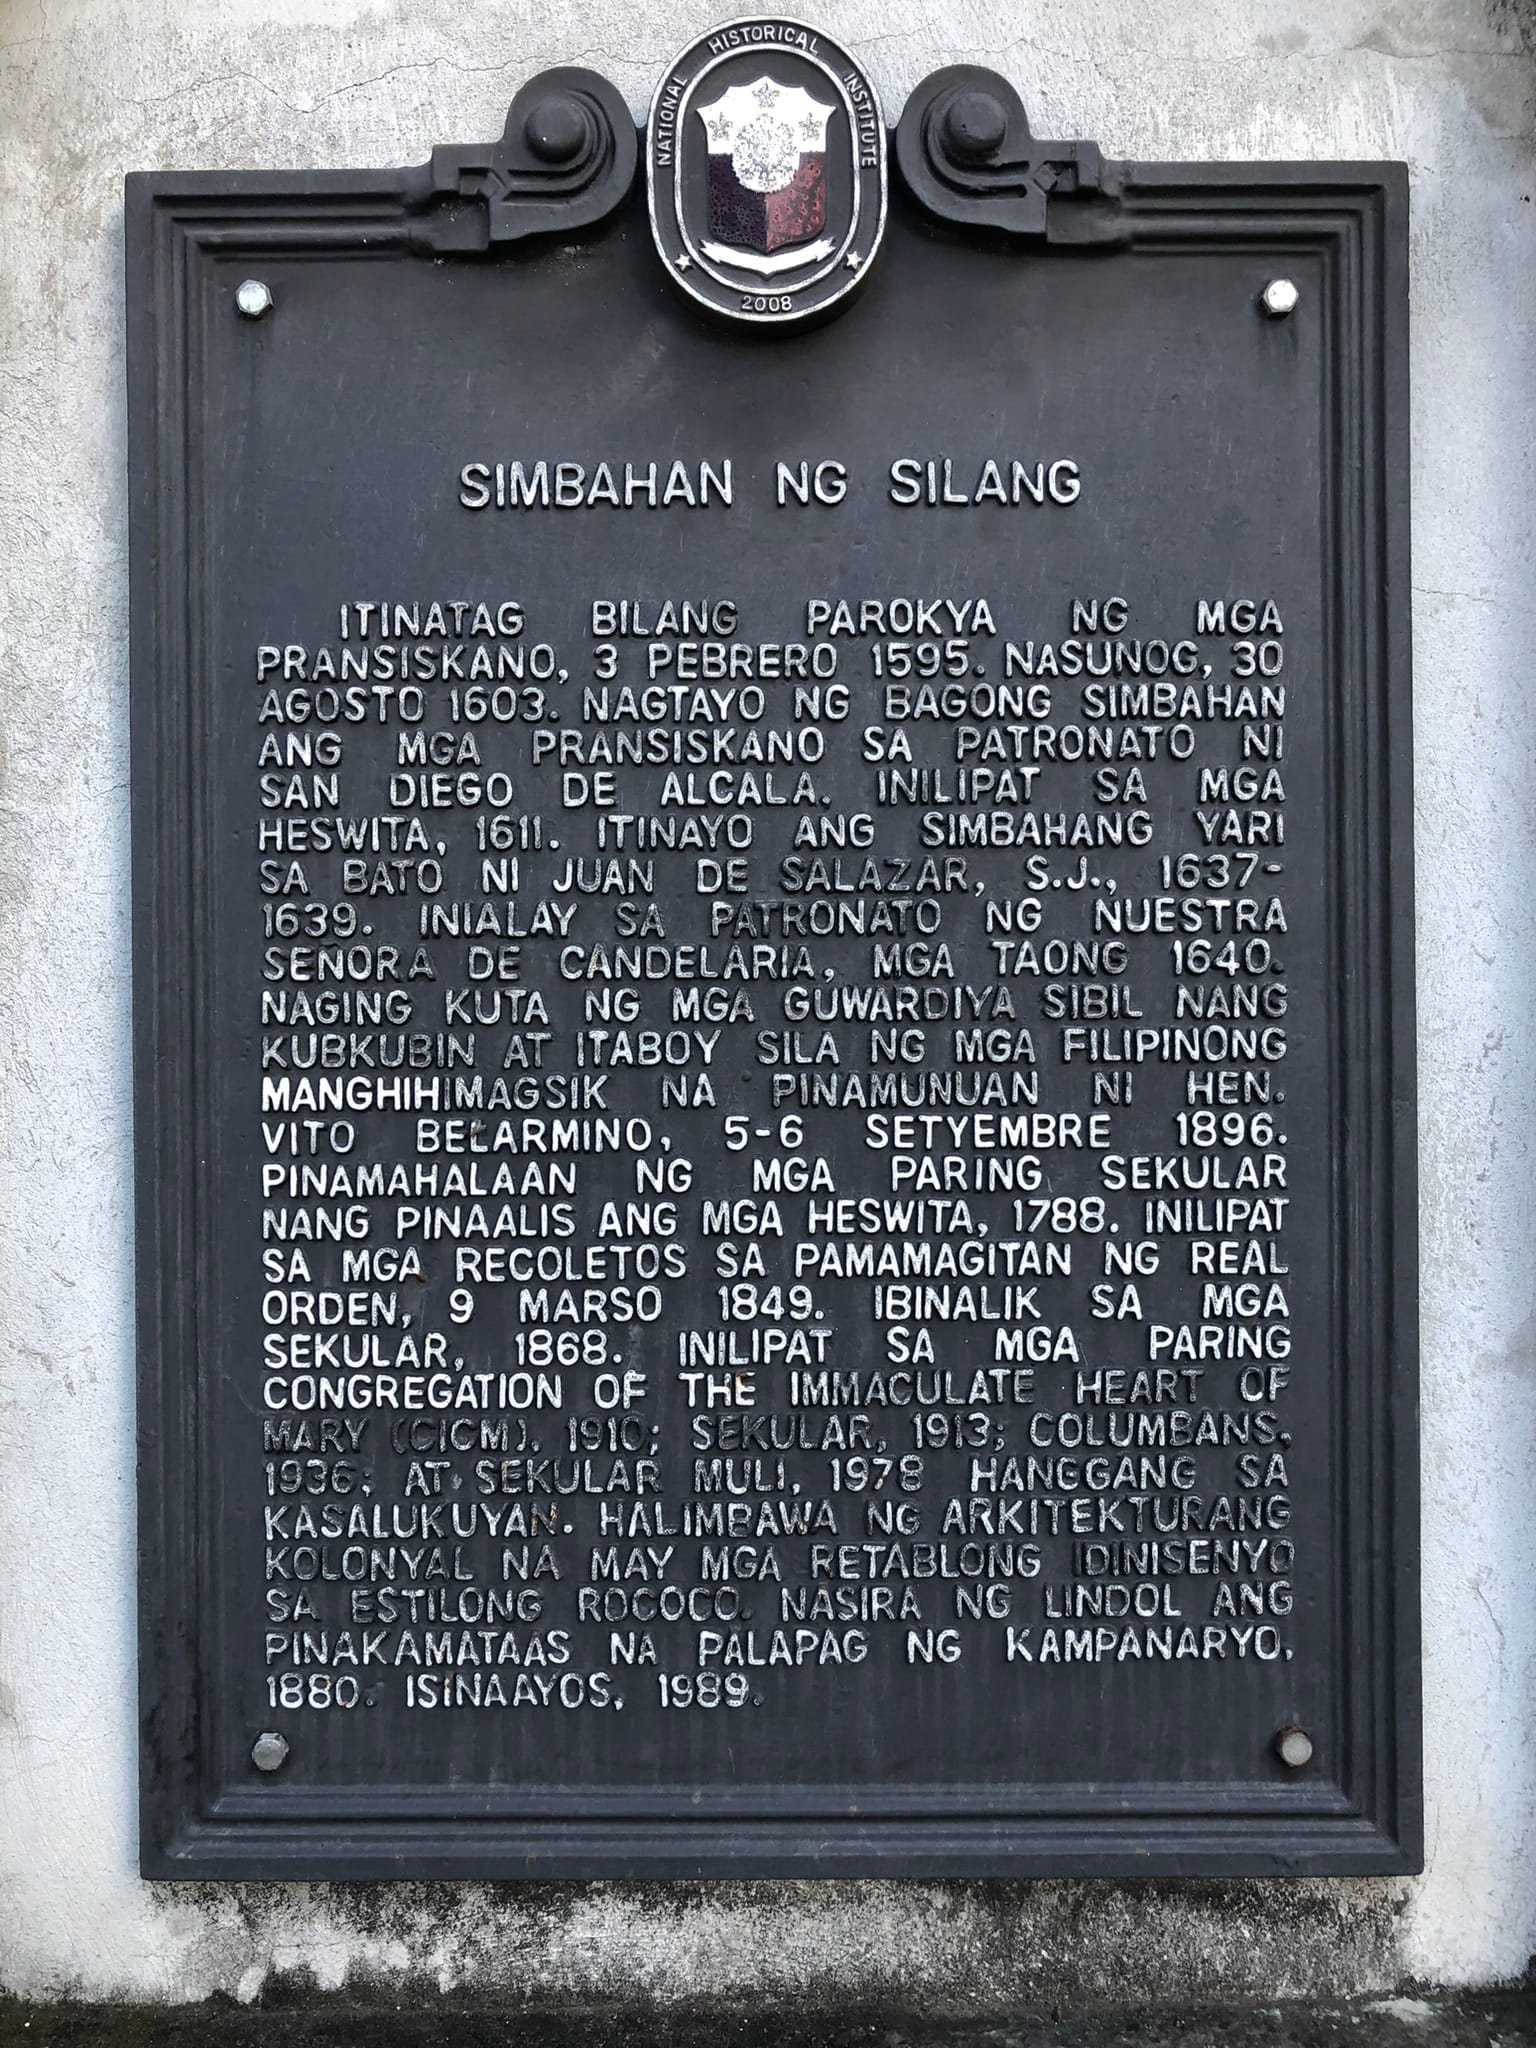 NATIONAL HISTORICAL INSTITUTE
2008
SIMBAHAN NG SILANG
ITINATAG BILANG PAROKYA NG MGA
PRANSISKANO, 3 PEBRERO 1595. NASUNOG, 30
AGOSTO 1603. NAGTAYO NG BAGONG SIMBAHAN
ANG MGA PRANSISKANO SA PATRONATO NI
SAN DIEGO DE ALCALA. INILIPAT SA MGA
HESWITA, 1611. ITINAYO ANG SIMBAHANG YARI
SA BATO NI JUAN DE SALAZAR, S.J., 1637-
1639. INIALAY SA PATRONATO NG NUESTRA
SEÑORA DE CANDELARIA, MGA TAONG 1640.
NAGING KUTA NG MGA GUWARDIYA SIBIL NANG
KUBKUBIN AT ITABOY SILA NG MGA FILIPINONG
MANGHIHIMAGSIK NA PINAMUNUAN NI HEN.
VITO BELARMINO, 5-6 SETYEMBRE 1896.
PINAMAHALAAN NG MGA PARING SEKULAR
NANG PINAALIS ANG MGA HESWITA, 1788. INILIPAT
SA MGA RECOLETOS SA PAMAMAGITAN NG REAL
ORDEN, 9 MARSO 1849. IBINALIK SA MGA
SEKULAR, 1868. INILIPAT SA MGA PARING
CONGREGATION OF THE IMMACULATE HEART OF
MARY (CICM), 1910; SEKULAR, 1913; COLUMBANS,
1936; AT SEKULAR MULI, 1978 HANGGANG SA
KASALUKUYAN. HALIMBAWA NG ARKITEKTURANG
KOLONYAL NA MAY MGA RETABLONG IDINISENYO
SA ESTILONG ROCOCO. NASIRA NG LINDOL ANG
PINAKAMATAAS NA PALAPAG NG KAMPANARYO,
1880. ISINAAYOS, 1989.